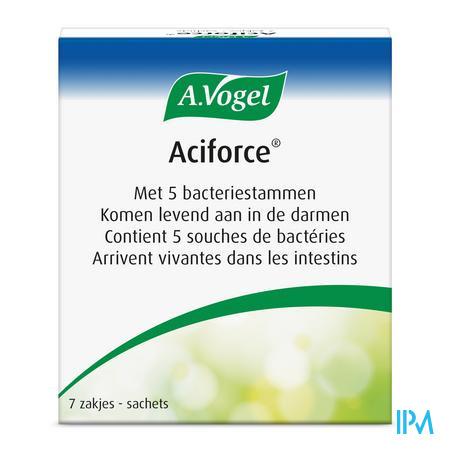 A.Vogel
Aciforce®
Met 5 bacteriestammen
Komen levend aan in de darmen
Contient 5 souches de bactéries
Arrivent vivantes dans les intestins
7 zakjes - sachets
IPM